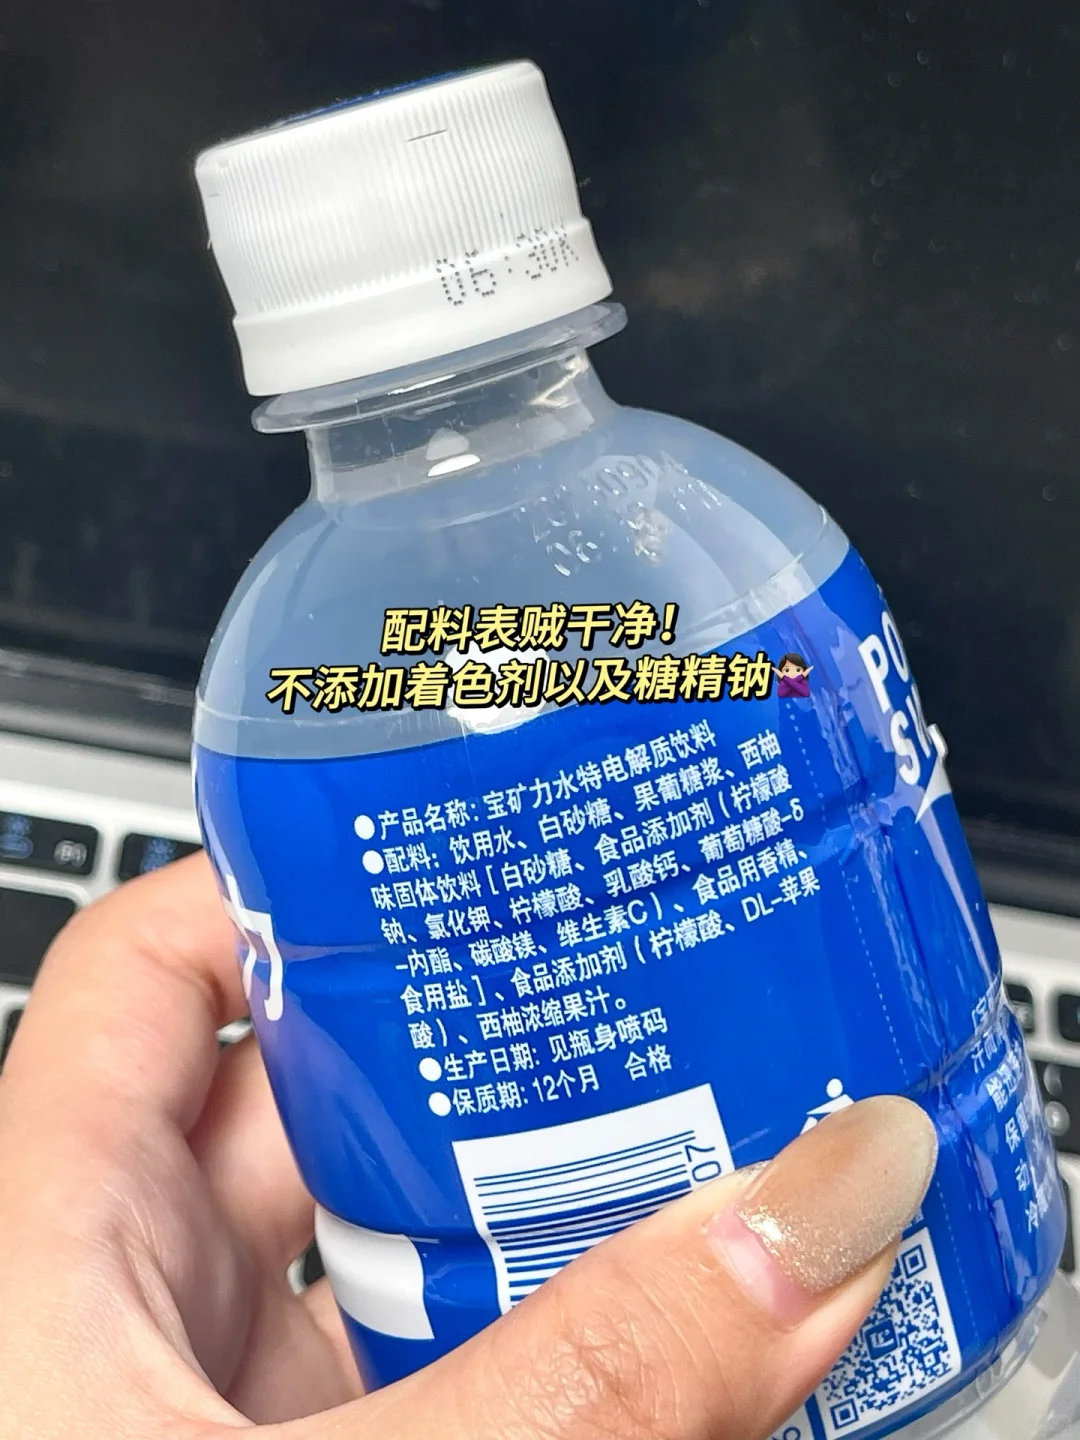 06:30K
配料表贼干净！
不添加着色剂以及糖精钠🙅🏻‍♀️
●产品名称: 宝矿力水特电解质饮料
●配料: 饮用水、白砂糖、果葡糖浆、西柚
味固体饮料[白砂糖、食品添加剂(柠檬酸
钠、氯化钾、柠檬酸、乳酸钙、葡萄糖酸-δ
-内酯、碳酸镁、维生素C)、食品用香精、
食用盐]、食品添加剂(柠檬酸、DL-苹果
酸)、西柚浓缩果汁。
●生产日期: 见瓶身喷码
●保质期: 12个月 合格
力